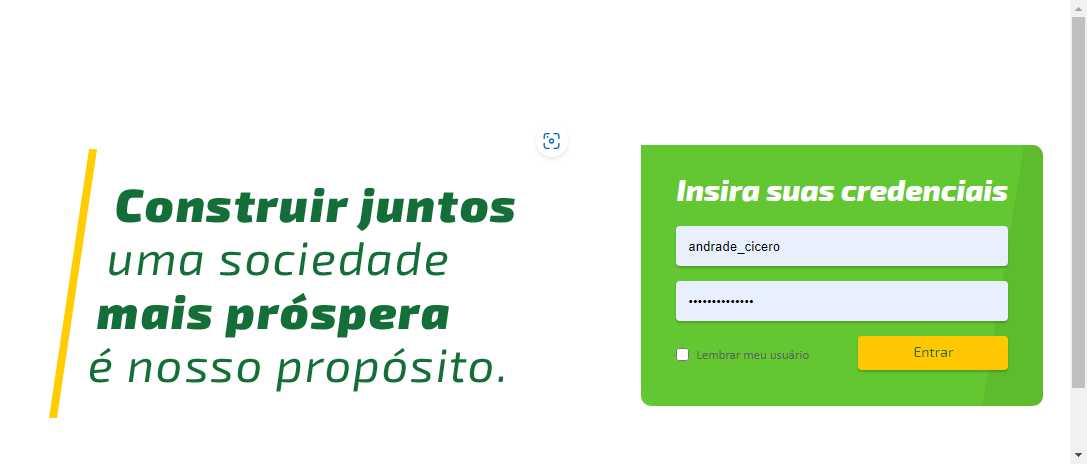 Construir juntos
uma sociedade
mais próspera
é nosso propósito.
Insira suas credenciais
andrade_cicero
••••••••••••••
Lembrar meu usuário
Entrar